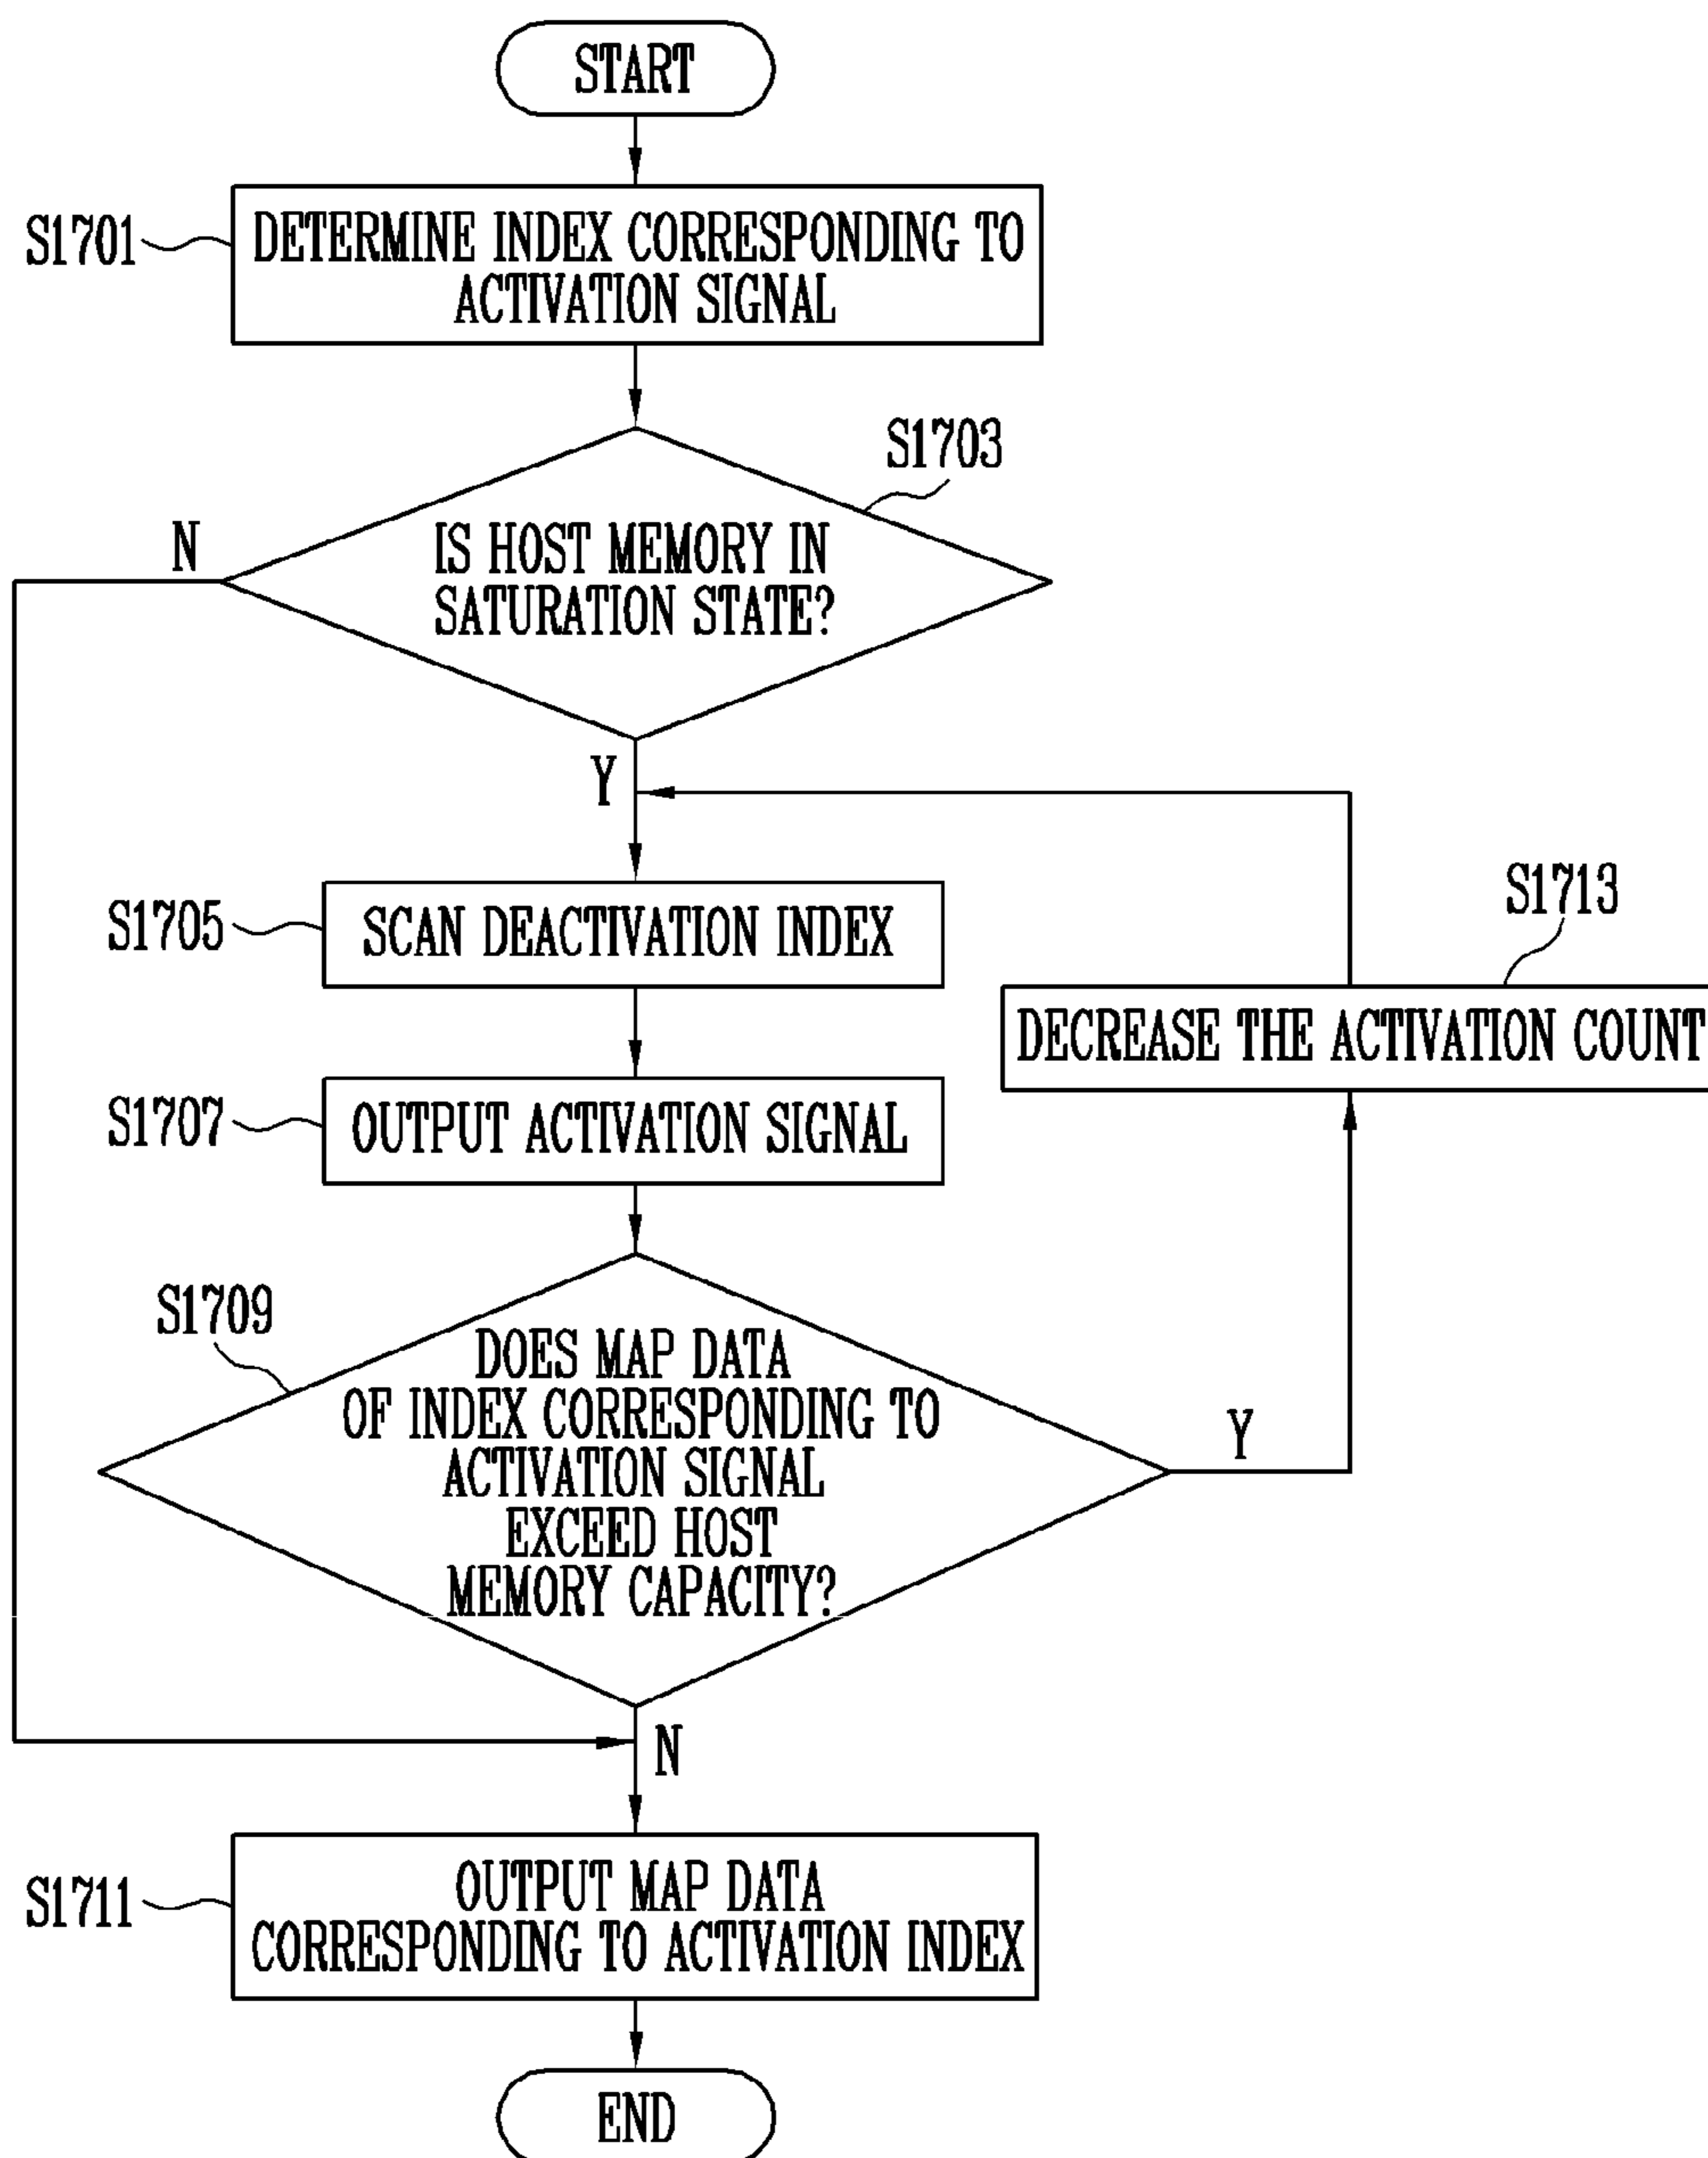 START
S1701
DETERMINE INDEX CORRESPONDING TO
ACTIVATION SIGNAL
S1703
N
IS HOST MEMORY IN
SATURATION STATE?
Y
S1705
SCAN DEACTIVATION INDEX
S1713
DECREASE THE ACTIVATION COUNT
S1707
OUTPUT ACTIVATION SIGNAL
S1709
DOES MAP DATA
OF INDEX CORRESPONDING TO
ACTIVATION SIGNAL
EXCEED HOST
MEMORY CAPACITY?
Y
N
S1711
OUTPUT MAP DATA
CORRESPONDING TO ACTIVATION INDEX
END